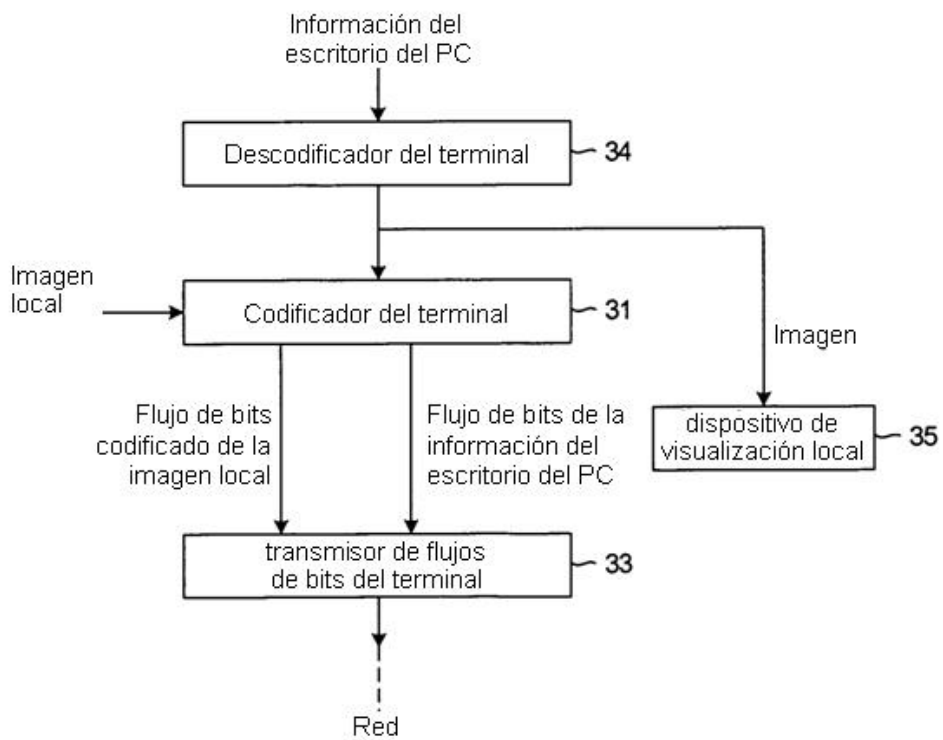 Información del
escritorio del PC
Descodificador del terminal
34
Imagen
local
Codificador del terminal
31
Imagen
Flujo de bits
codificado de la
imagen local
Flujo de bits de la
información del
escritorio del PC
dispositivo de
visualización local
35
transmisor de flujos
de bits del terminal
33
Red